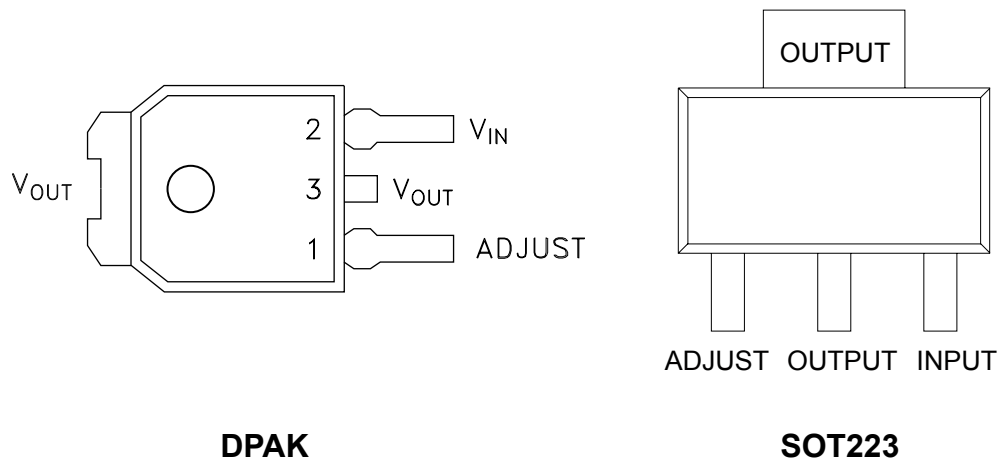 OUTPUT
2 V_IN
V_OUT 3 V_OUT
1 ADJUST
ADJUST OUTPUT INPUT
DPAK
SOT223